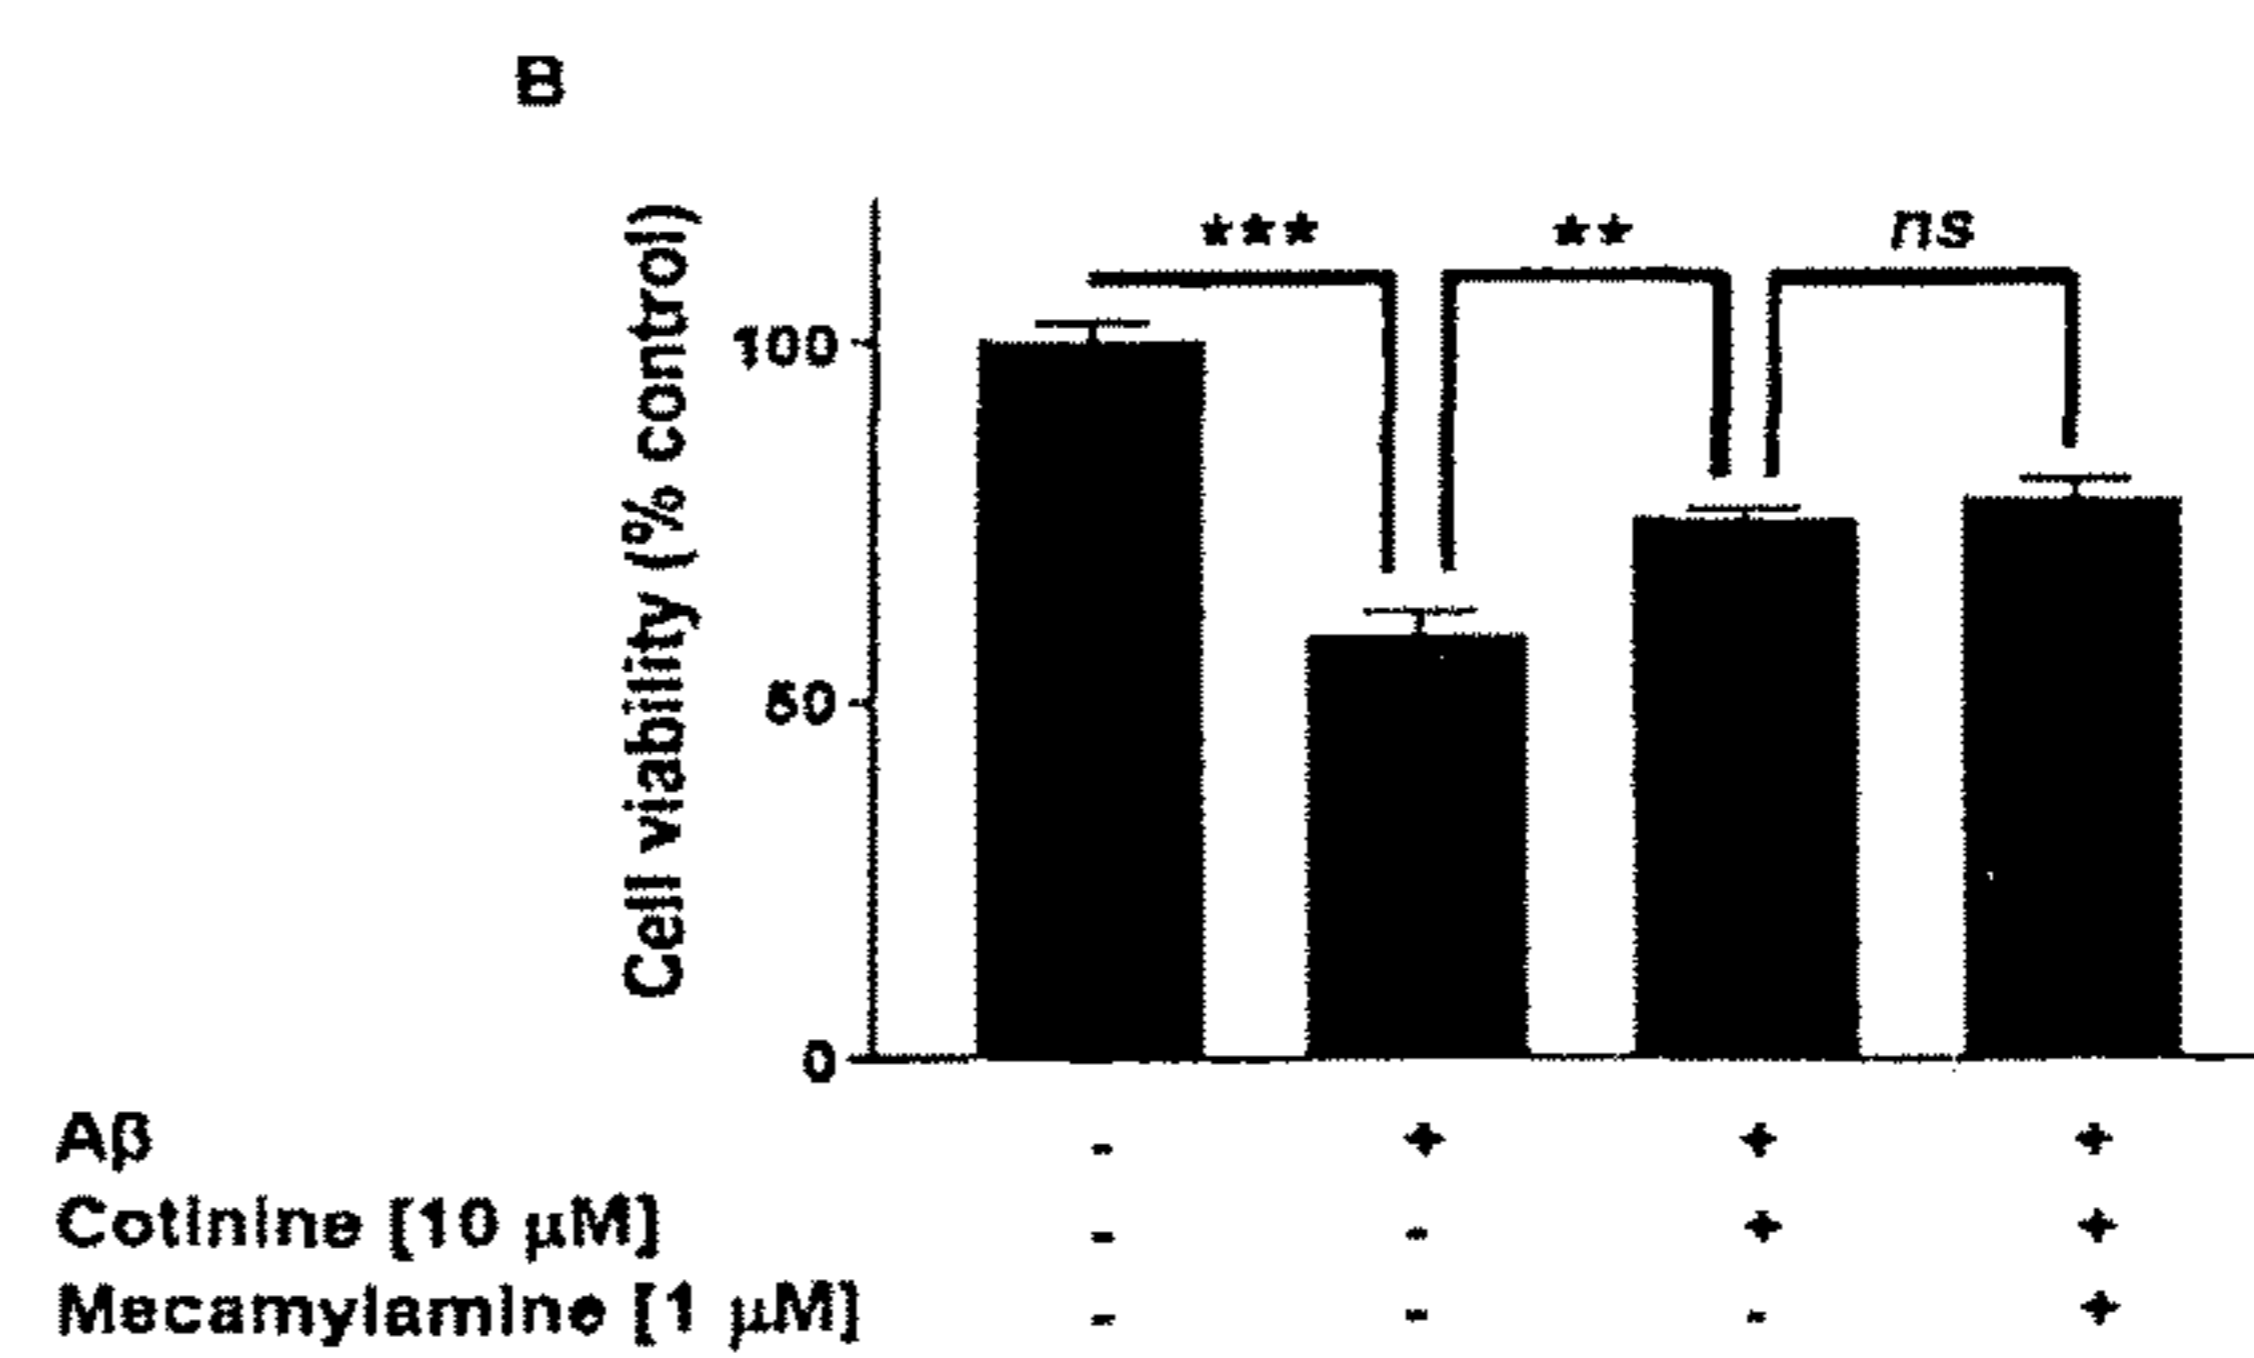 B
Cell viability (% control)
*** ** ns
100
50
0
Aβ - + + +
Cotinine [10 μM] - - + +
Mecamylamine [1 μM] - - - +